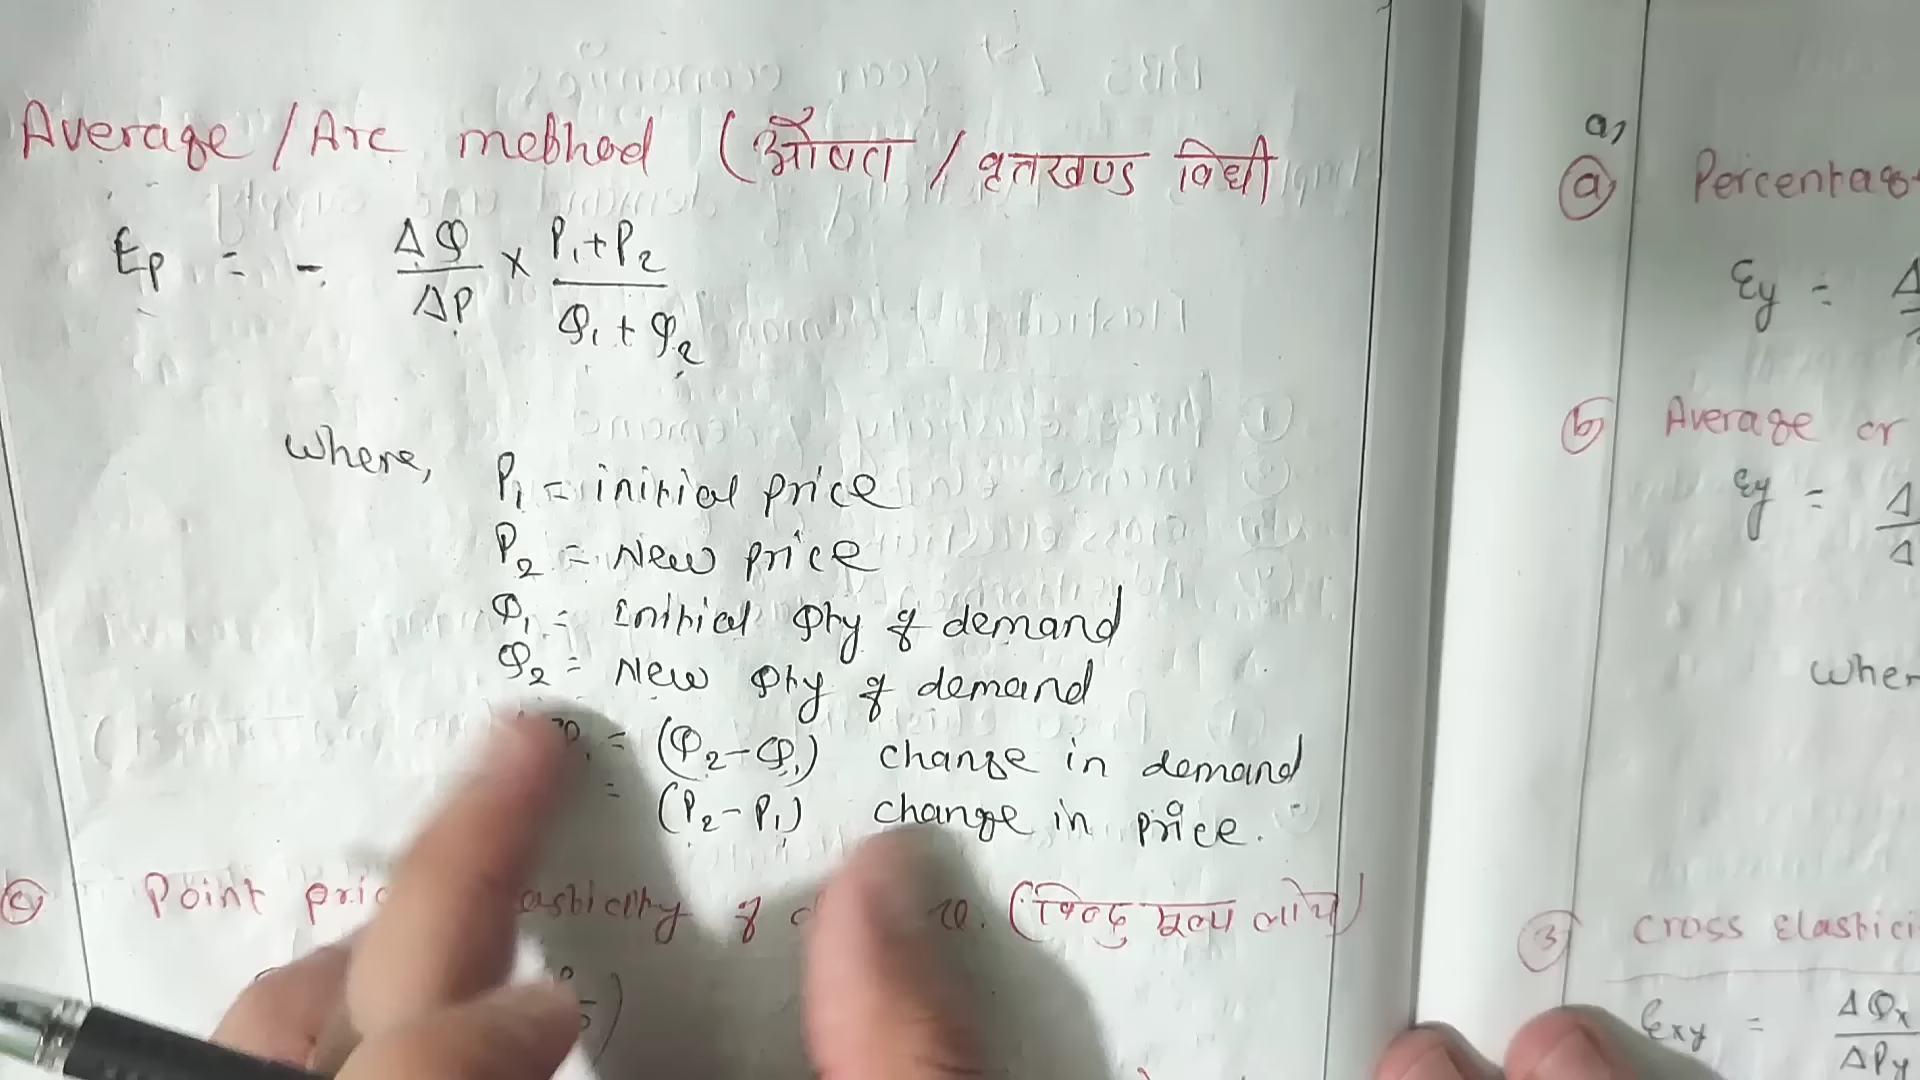 Average / Arc method (औषत / वृत्तखण्ड विधी
Ep = - ΔQ/ΔP × P₁+P₂/Q₁+Q₂
where,
P₁ = initial price
P₂ = New price
Q₁ = Initial Qty of demand
Q₂ = New Qty of demand
= (Q₂-Q₁) change in demand
= (P₂-P₁) change in price.
c) Point (बिन्दु मूल्य लोच)
a)
a) Percentag
Ey = Δ
b) Average or
Ey = Δ/Δ
wher
3) cross Elastici
Exy = ΔQx/ΔPy